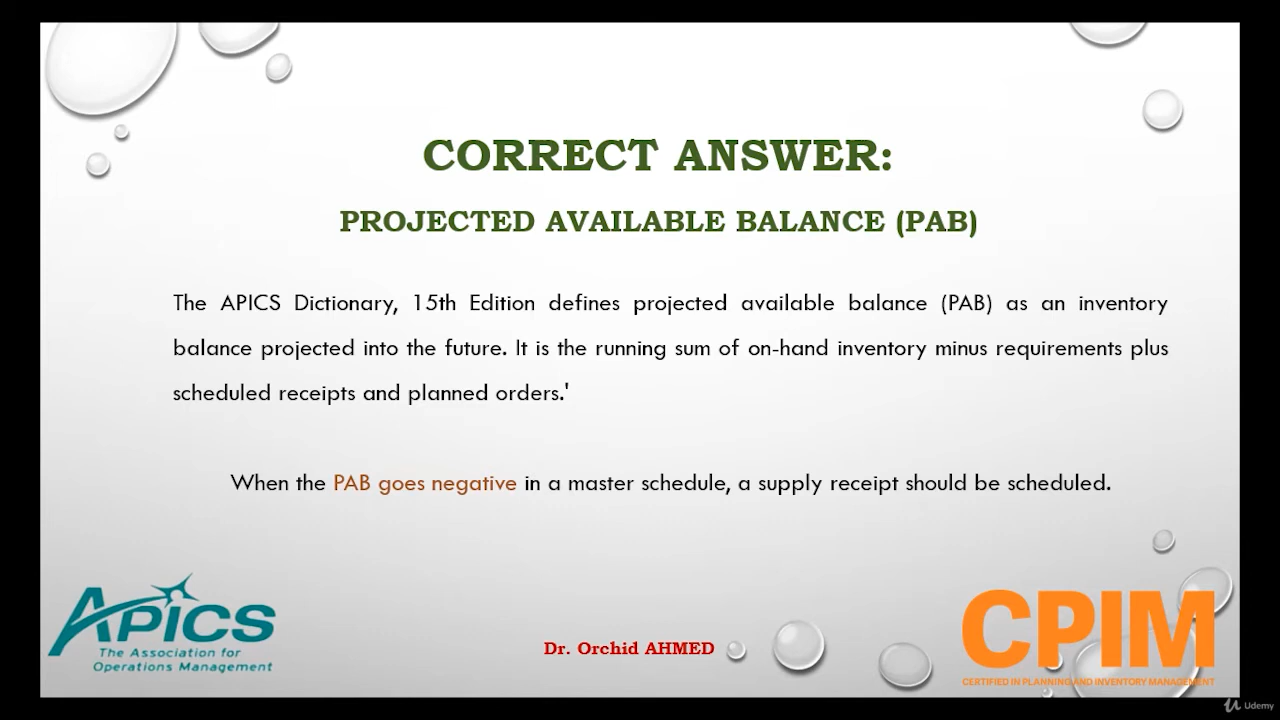 CORRECT ANSWER:
PROJECTED AVAILABLE BALANCE (PAB)
The APICS Dictionary, 15th Edition defines projected available balance (PAB) as an inventory
balance projected into the future. It is the running sum of on-hand inventory minus requirements plus
scheduled receipts and planned orders.'
When the PAB goes negative in a master schedule, a supply receipt should be scheduled.
APICS
The Association for
Operations Management
Dr. Orchid AHMED
CPIM
CERTIFIED IN PLANNING AND INVENTORY MANAGEMENT
Udemy